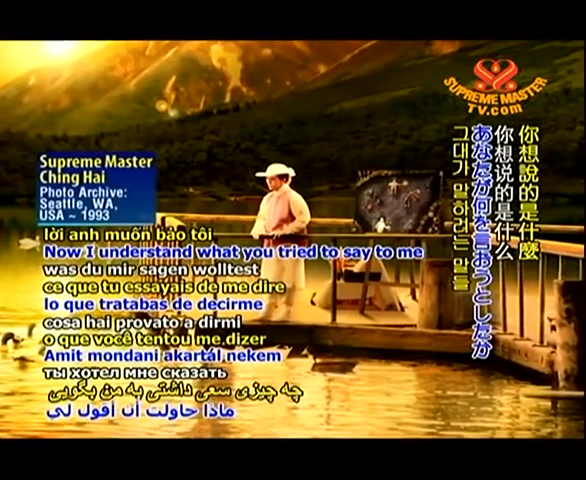 SUPREME MASTER
TV.com
Supreme Master
Ching Hai
Photo Archive:
Seattle, WA,
USA ~ 1993
lời anh muốn bảo tôi
Now I understand what you tried to say to me
was du mir sagen wolltest
ce que tu essayais de me dire
lo que tratabas de decirme
cosa hai provato a dirmi
o que você tentou me dizer
Amit mondani akartál nekem
ты хотел мне сказать
چه چیزی سعی داشتی به من بگویی
ماذا حاولت أن أقول لي
你想說的是什麼
你想说的是什么
あなたが何を言おうとしたか
그대가 말하려던 말들